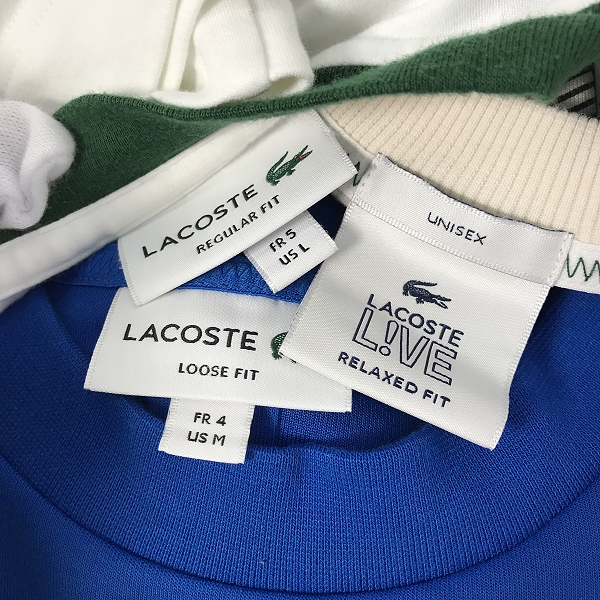 LACOSTE
REGULAR FIT
FR 5
US L
UNISEX
LACOSTE
L!VE
RELAXED FIT
LACOSTE
LOOSE FIT
FR 4
US M